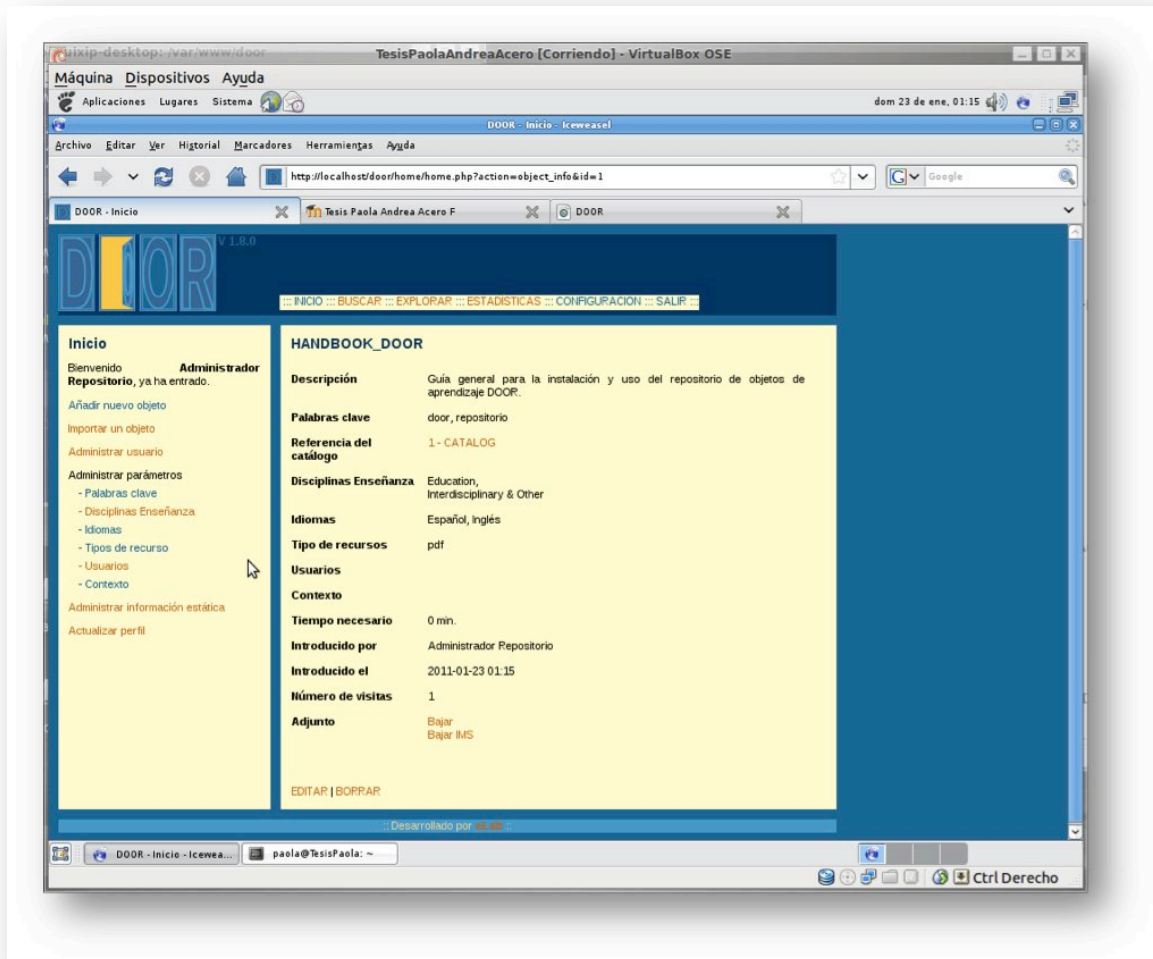 TesisPaolaAndreaAcero [Corriendo] - VirtualBox OSE
Máquina Dispositivos Ayuda
Aplicaciones Lugares Sistema dom 23 de ene, 01:15
DOOR - Inicio - Iceweasel
Archivo Editar Ver Historial Marcadores Herramientas Ayuda
http://localhost/door/home/home.php?action=object_info&id=1 Google
DOOR - Inicio Tesis Paola Andrea Acero F DOOR
DOOR V 1.8.0
::: INICIO ::: BUSCAR ::: EXPLORAR ::: ESTADÍSTICAS ::: CONFIGURACIÓN ::: SALIR :::
Inicio
Bienvenido Administrador
Repositorio, ya ha entrado.
Añadir nuevo objeto
Importar un objeto
Administrar usuario
Administrar parámetros
- Palabras clave
- Disciplinas Enseñanza
- Idiomas
- Tipos de recurso
- Usuarios
- Contexto
Administrar información estática
Actualizar perfil
HANDBOOK_DOOR
Descripción Guía general para la instalación y uso del repositorio de objetos de
aprendizaje DOOR.
Palabras clave door, repositorio
Referencia del 1 - CATALOG
catálogo
Disciplinas Enseñanza Education,
Interdisciplinary & Other
Idiomas Español, Inglés
Tipo de recursos pdf
Usuarios
Contexto
Tiempo necesario 0 min.
Introducido por Administrador Repositorio
Introducido el 2011-01-23 01:15
Número de visitas 1
Adjunto Bajar
Bajar IMS
EDITAR | BORRAR
:: Desarrollado por ::
DOOR - Inicio - Icewea... paola@TesisPaola: ~
Ctrl Derecho